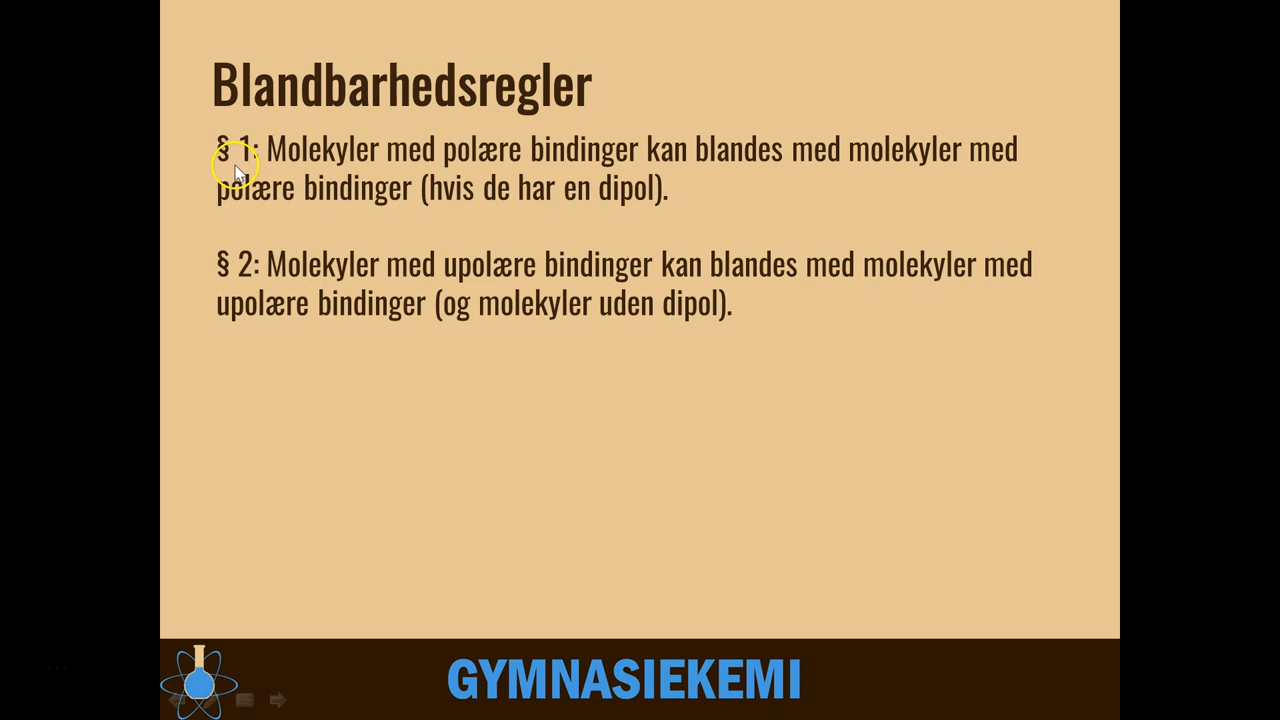 Blandbarhedsregler
§ 1: Molekyler med polære bindinger kan blandes med molekyler med
polære bindinger (hvis de har en dipol).
§ 2: Molekyler med upolære bindinger kan blandes med molekyler med
upolære bindinger (og molekyler uden dipol).
GYMNASIEKEMI